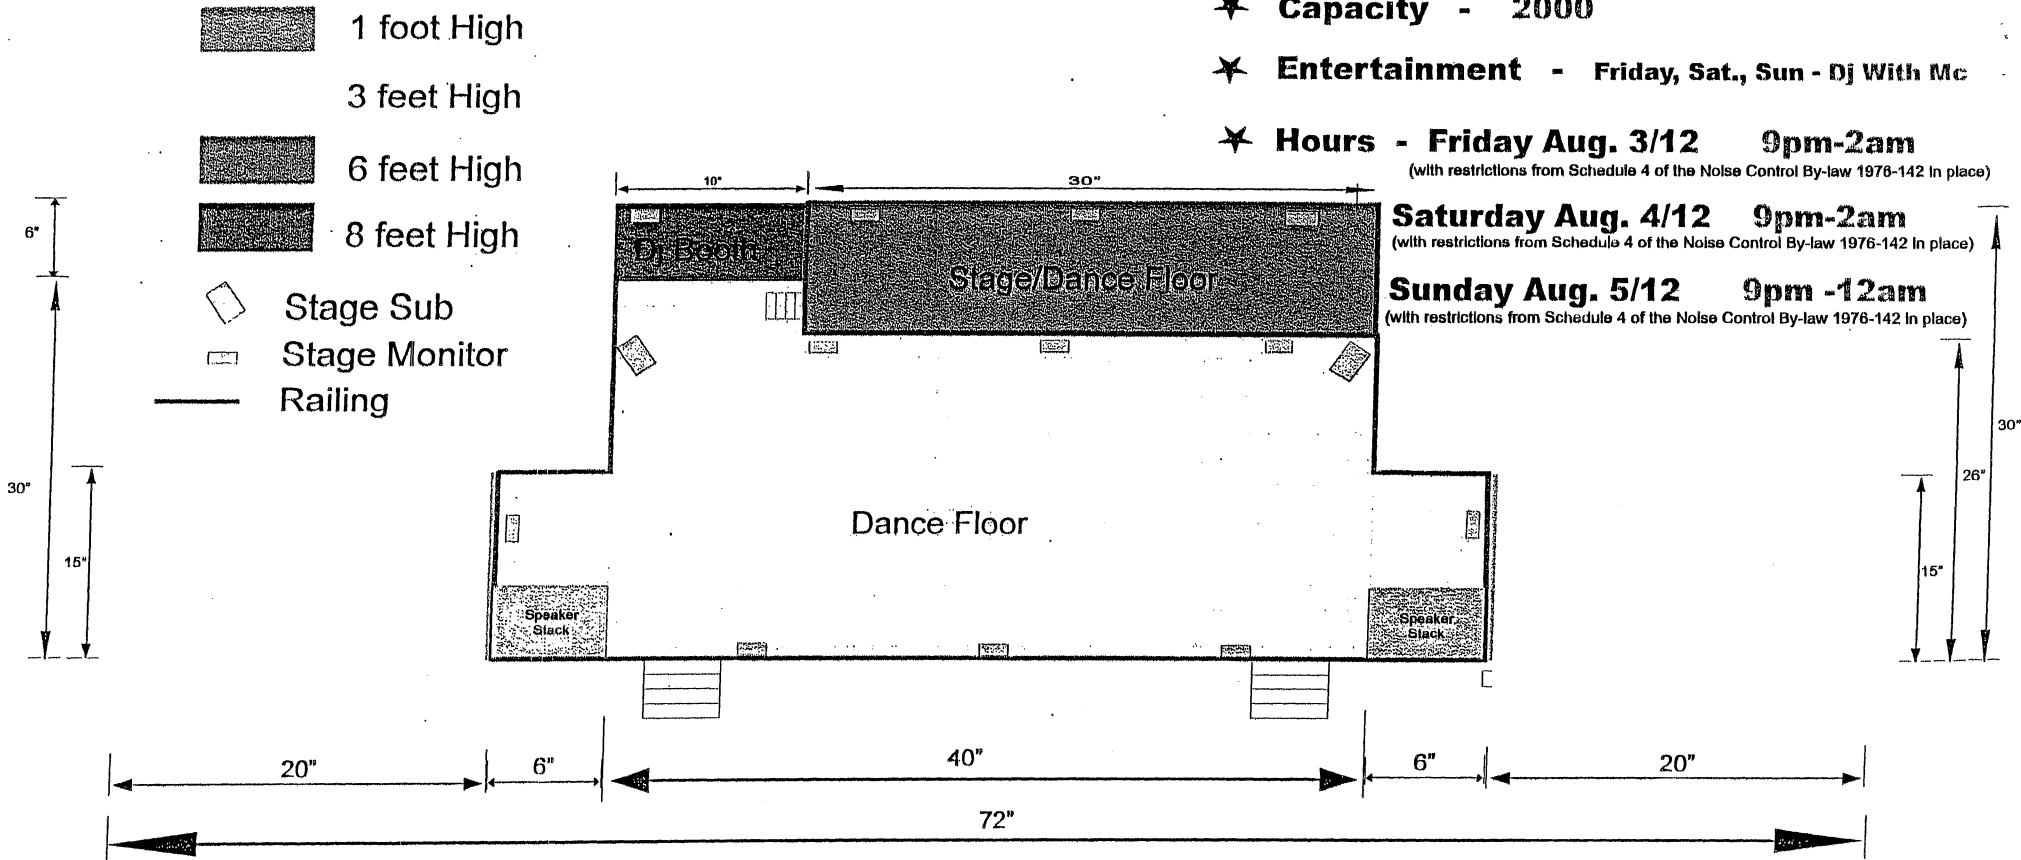 1 foot High
3 feet High
6 feet High
8 feet High
Stage Sub
Stage Monitor
Railing
Capacity - 2000
Entertainment - Friday, Sat., Sun - Dj With Mc
Hours - Friday Aug. 3/12 9pm-2am
(with restrictions from Schedule 4 of the Noise Control By-law 1976-142 in place)
Saturday Aug. 4/12 9pm-2am
(with restrictions from Schedule 4 of the Noise Control By-law 1976-142 in place)
Sunday Aug. 5/12 9pm -12am
(with restrictions from Schedule 4 of the Noise Control By-law 1976-142 in place)
10"
30"
6"
30"
15"
Dj Booth
Stage/Dance Floor
Dance Floor
Speaker
Stack
Speaker
Stack
30"
26"
15"
20"
6"
40"
6"
20"
72"